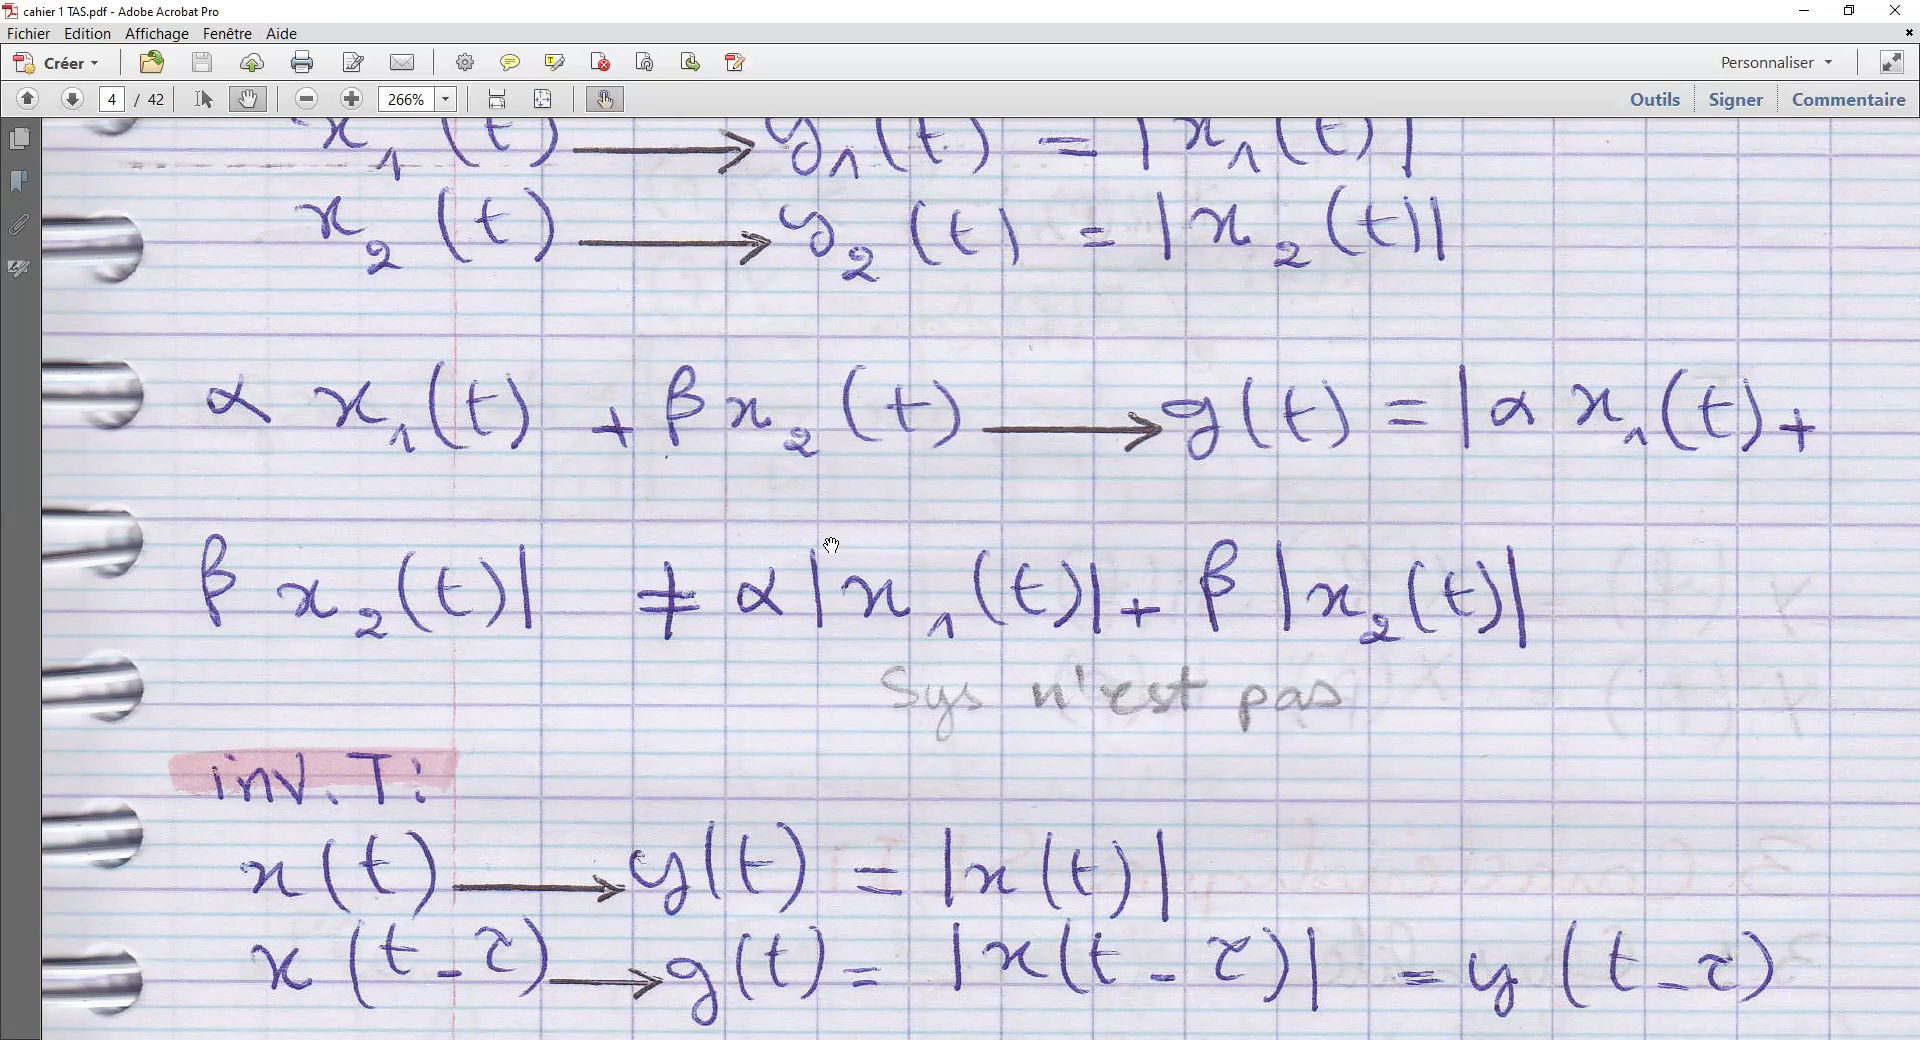 cahier 1 TAS.pdf - Adobe Acrobat Pro
Fichier Edition Affichage Fenêtre Aide
Créer Personnaliser
4 / 42 266% Outils Signer Commentaire
x₁(t) → y₁(t) = |x₁(t)|
x₂(t) → y₂(t) = |x₂(t)|
α x₁(t) + β x₂(t) → g(t) = |α x₁(t) +
β x₂(t)| ≠ α|x₁(t)| + β|x₂(t)|
Sys n'est pas
inv. T:
x(t) → y(t) = |x(t)|
x(t-τ) → g(t) = |x(t-τ)| = y(t-τ)